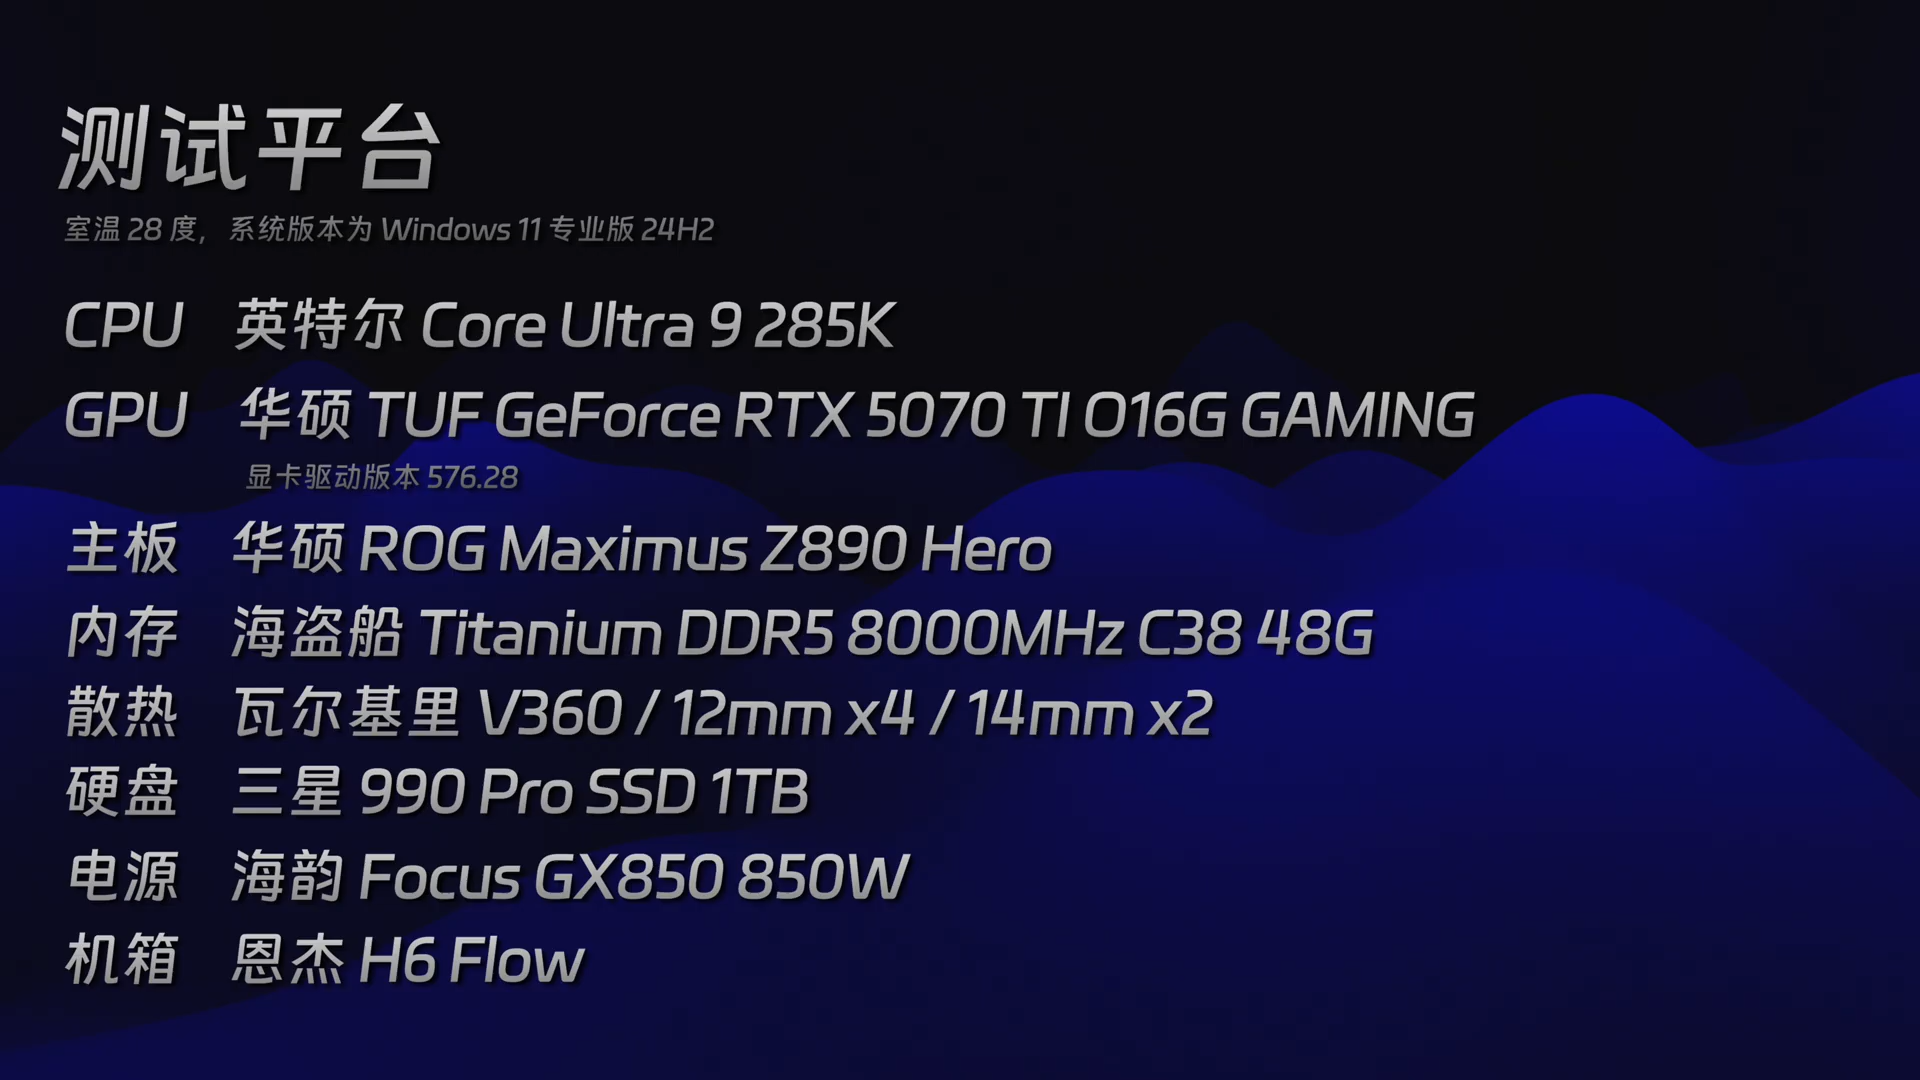 测试平台
室温 28 度，系统版本为 Windows 11 专业版 24H2
CPU 英特尔 Core Ultra 9 285K
GPU 华硕 TUF GeForce RTX 5070 TI O16G GAMING
显卡驱动版本 576.28
主板 华硕 ROG Maximus Z890 Hero
内存 海盗船 Titanium DDR5 8000MHz C38 48G
散热 瓦尔基里 V360 / 12mm x4 / 14mm x2
硬盘 三星 990 Pro SSD 1TB
电源 海韵 Focus GX850 850W
机箱 恩杰 H6 Flow